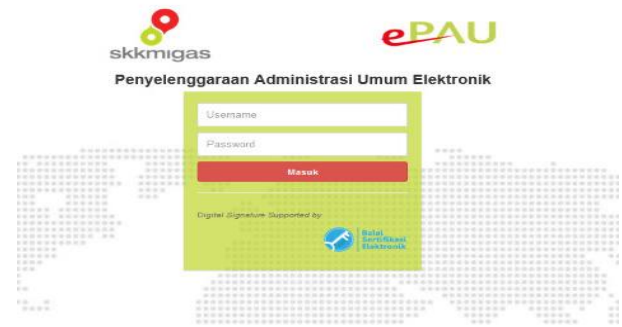 skkmigas
ePAU
Penyelenggaraan Administrasi Umum Elektronik
Username
Password
Masuk
Digital Signature Supported by
Balai
Sertifikasi
Elektronik